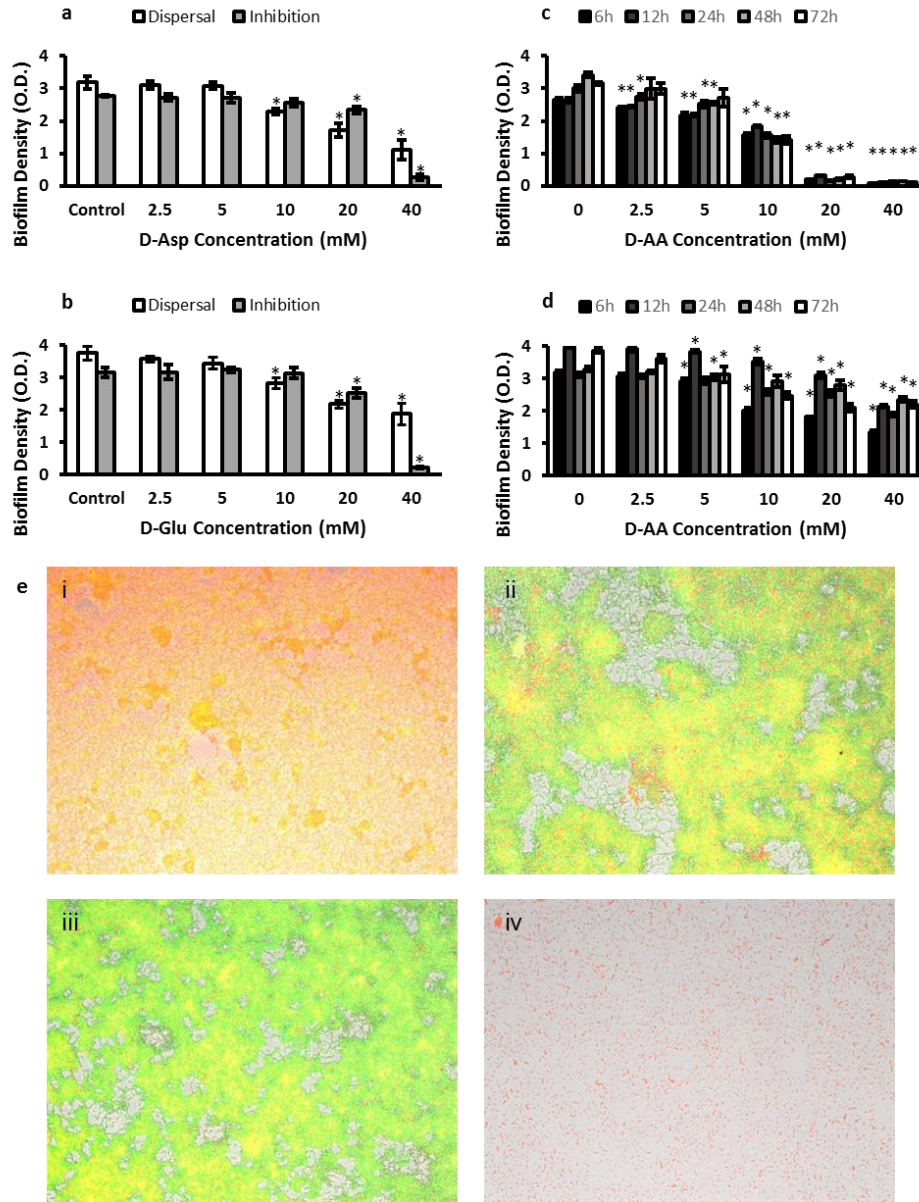 a
Dispersal Inhibition
Biofilm Density (O.D.)
4
3
2
1
0
* * * * *
Control 2.5 5 10 20 40
D-Asp Concentration (mM)
c
6h 12h 24h 48h 72h
Biofilm Density (O.D.)
4
3
2
1
0
** * ** ** * * * ** ** *** *****
0 2.5 5 10 20 40
D-AA Concentration (mM)
b
Dispersal Inhibition
Biofilm Density (O.D.)
4
3
2
1
0
* * * * *
Control 2.5 5 10 20 40
D-Glu Concentration (mM)
d
6h 12h 24h 48h 72h
Biofilm Density (O.D.)
4
3
2
1
0
* * * * * * * * * * * * * * * * * *
0 2.5 5 10 20 40
D-AA Concentration (mM)
e
i
ii
iii
iv